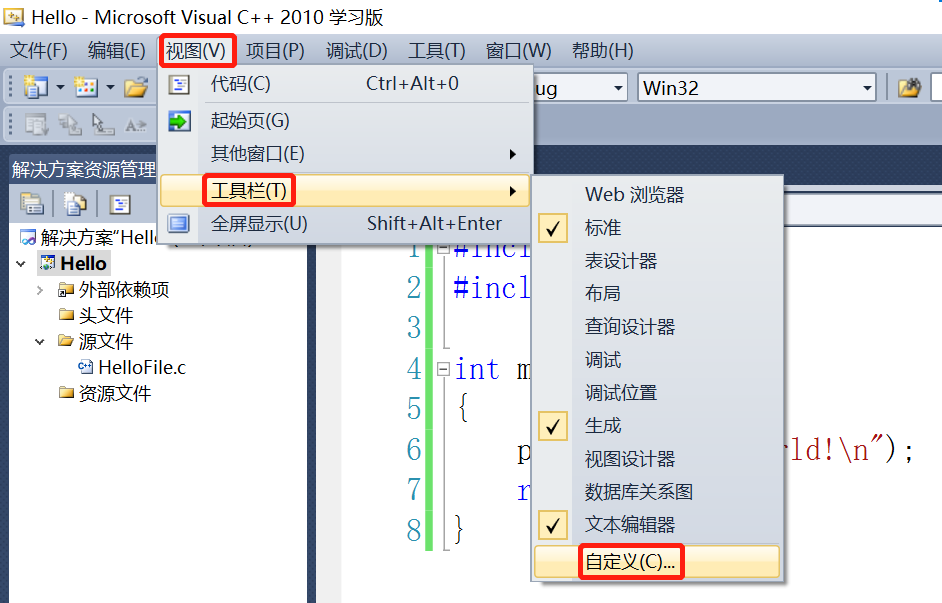 Hello - Microsoft Visual C++ 2010 学习版
文件(F) 编辑(E) 视图(V) 项目(P) 调试(D) 工具(T) 窗口(W) 帮助(H)
代码(C) Ctrl+Alt+0
Win32
起始页(G)
其他窗口(E)
工具栏(T)
全屏显示(U) Shift+Alt+Enter
Web 浏览器
标准
表设计器
布局
查询设计器
调试
调试位置
生成
视图设计器
数据库关系图
文本编辑器
自定义(C)...
解决方案资源管理
解决方案"Hello
Hello
外部依赖项
头文件
源文件
HelloFile.c
资源文件
1 #incl
2 #incl
3
4 int m
5 {
6 p rld!\n");
7 r
8 }